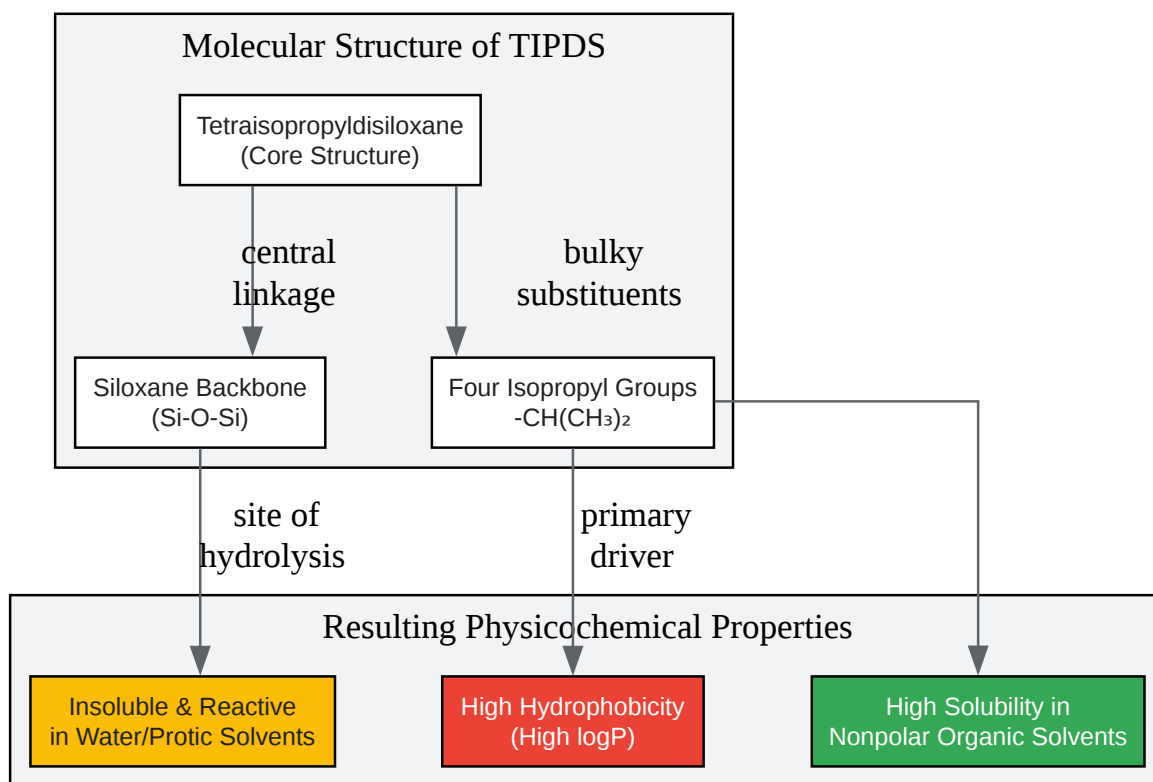 Molecular Structure of TIPDS
Tetraisopropyldisiloxane
(Core Structure)
central
linkage
bulky
substituents
Siloxane Backbone
(Si-O-Si)
Four Isopropyl Groups
-CH(CH₃)₂
site of
hydrolysis
primary
driver
Resulting Physicochemical Properties
Insoluble & Reactive
in Water/Protic Solvents
High Hydrophobicity
(High logP)
High Solubility in
Nonpolar Organic Solvents